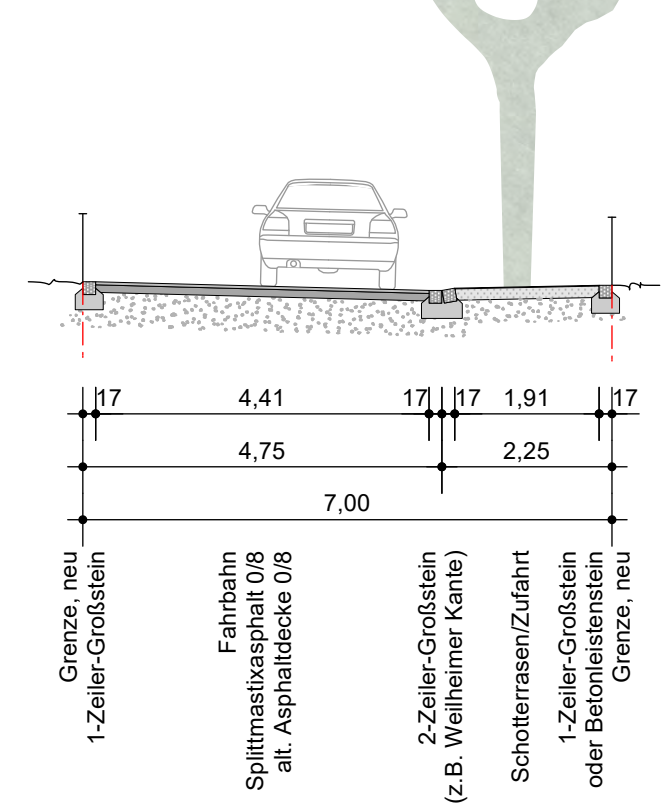 17 4,41 17 17 1,91 17
4,75 2,25
7,00
Grenze, neu
1-Zeiler-Großstein
Fahrbahn
Splittmastixasphalt 0/8
alt. Asphaltdecke 0/8
2-Zeiler-Großstein
(z.B. Weilheimer Kante)
Schotterrasen/Zufahrt
1-Zeiler-Großstein
oder Betonleistenstein
Grenze, neu